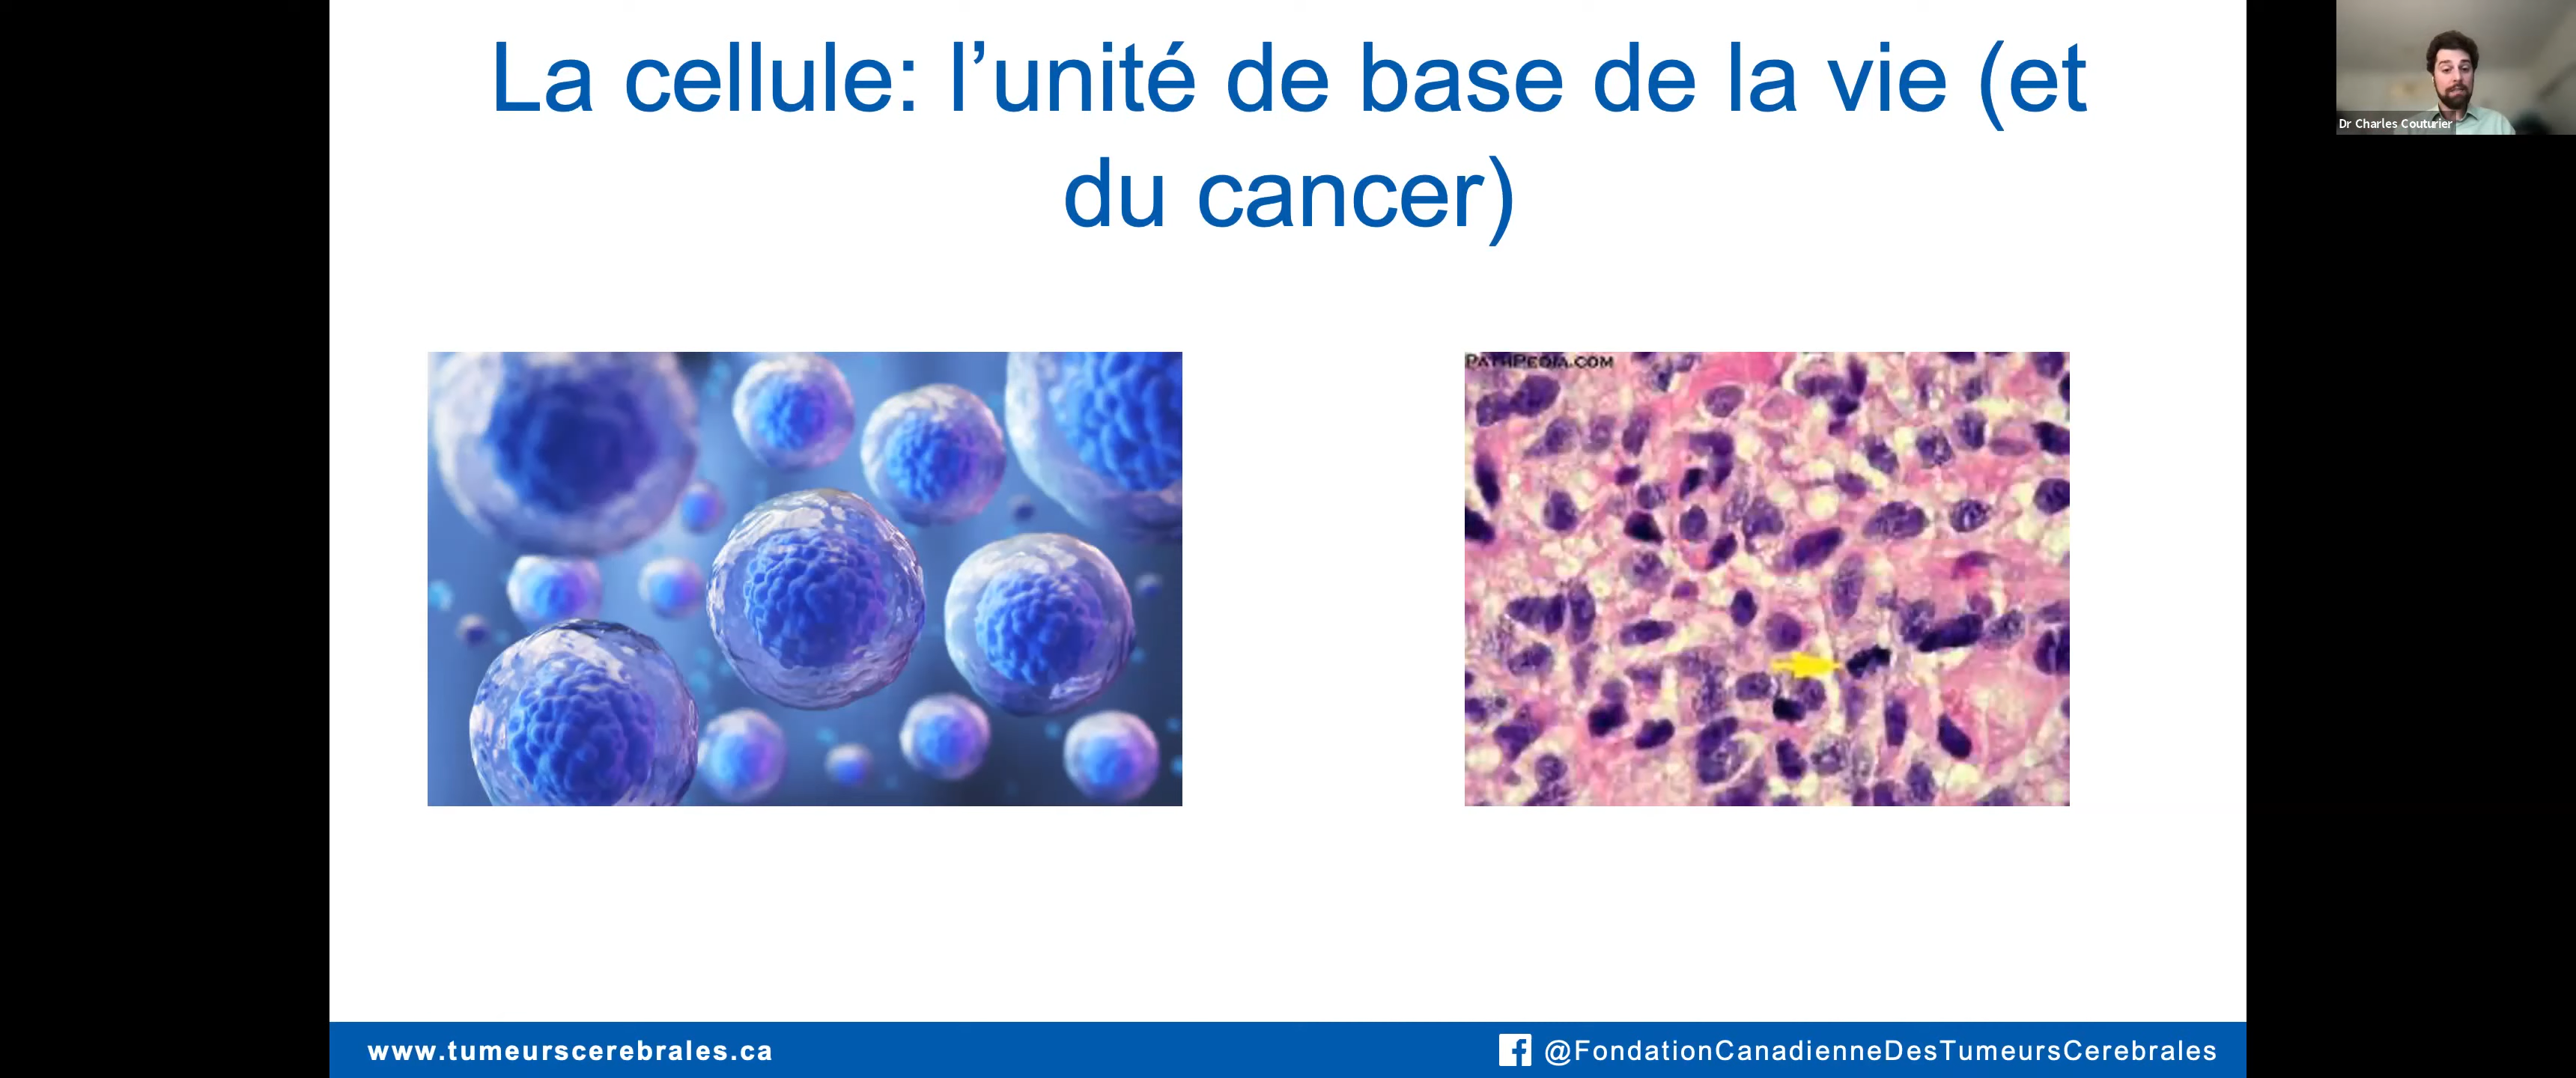 La cellule: l’unité de base de la vie (et
du cancer)
Dr Charles Couturier
PATHPEDIA.COM
www.tumeurscerebrales.ca
@FondationCanadienneDesTumeursCerebrales